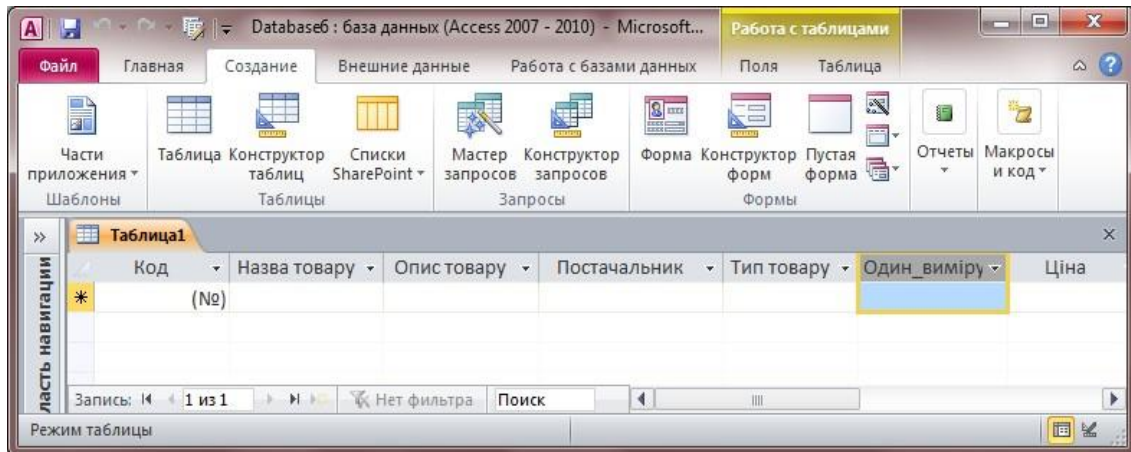 Database6 : база данных (Access 2007 - 2010) - Microsoft...
Работа с таблицами
Файл Главная Создание Внешние данные Работа с базами данных Поля Таблица
Части приложения
Таблица
Конструктор таблиц
Списки SharePoint
Мастер запросов
Конструктор запросов
Форма
Конструктор форм
Пустая форма
Отчеты
Макросы и код
Шаблоны Таблицы Запросы Формы
Таблица1
Код Назва товару Опис товару Постачальник Тип товару Один_виміру Ціна
(№)
ласть навигации
Запись: 1 из 1 Нет фильтра Поиск
Режим таблицы